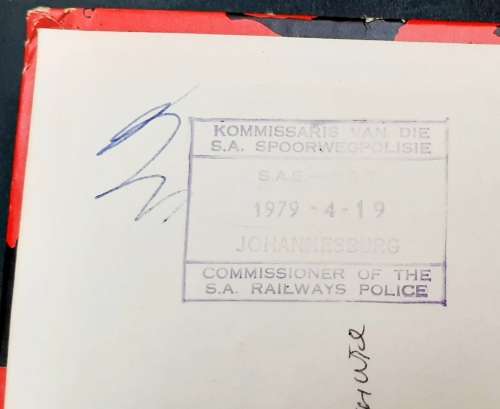 KOMMISSARIS VAN DIE
S.A. SPOORWEGPOLISIE
1979 -4-19
JOHANNESBURG
COMMISSIONER OF THE
S.A. RAILWAYS POLICE